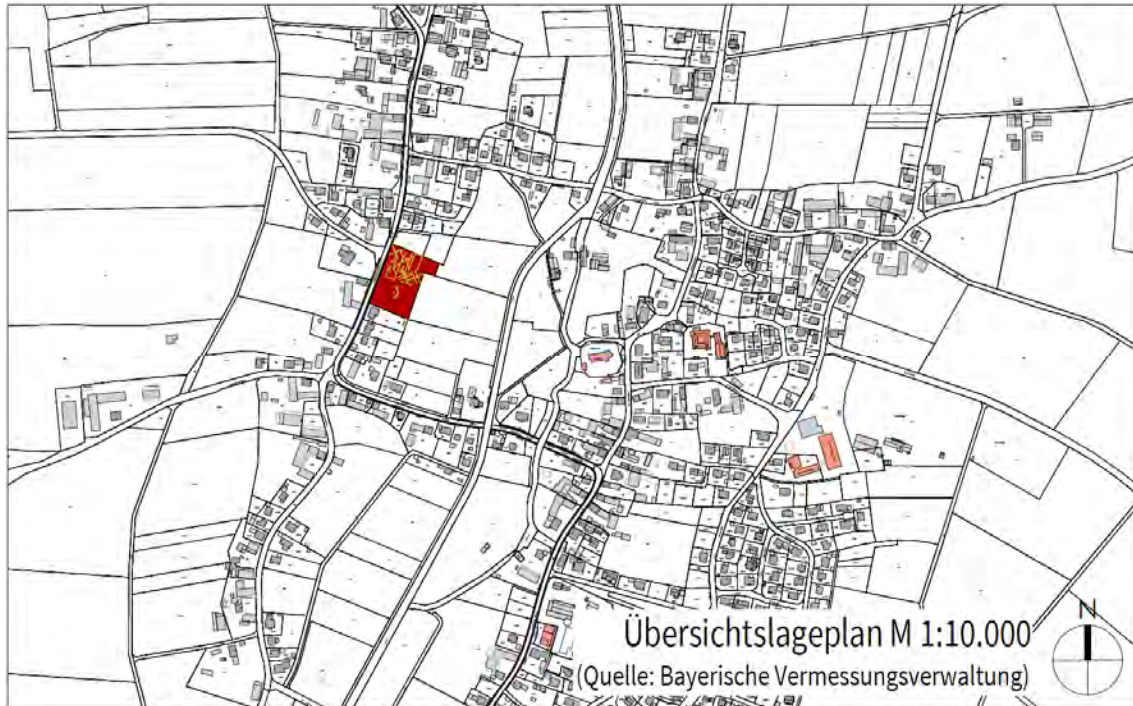 Übersichtslageplan M 1:10.000
(Quelle: Bayerische Vermessungsverwaltung)
N